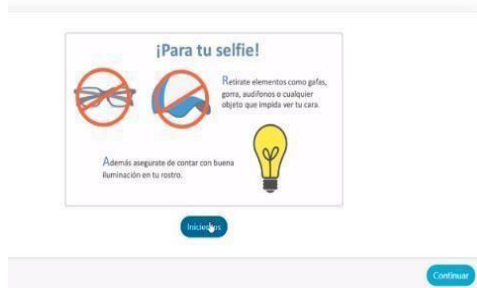 ¡Para tu selfie!
Retirate elementos como gafas,
gorra, audífonos o cualquier
objeto que impida ver tu cara.
Además asegurate de contar con buena
iluminación en tu rostro.
Continuar